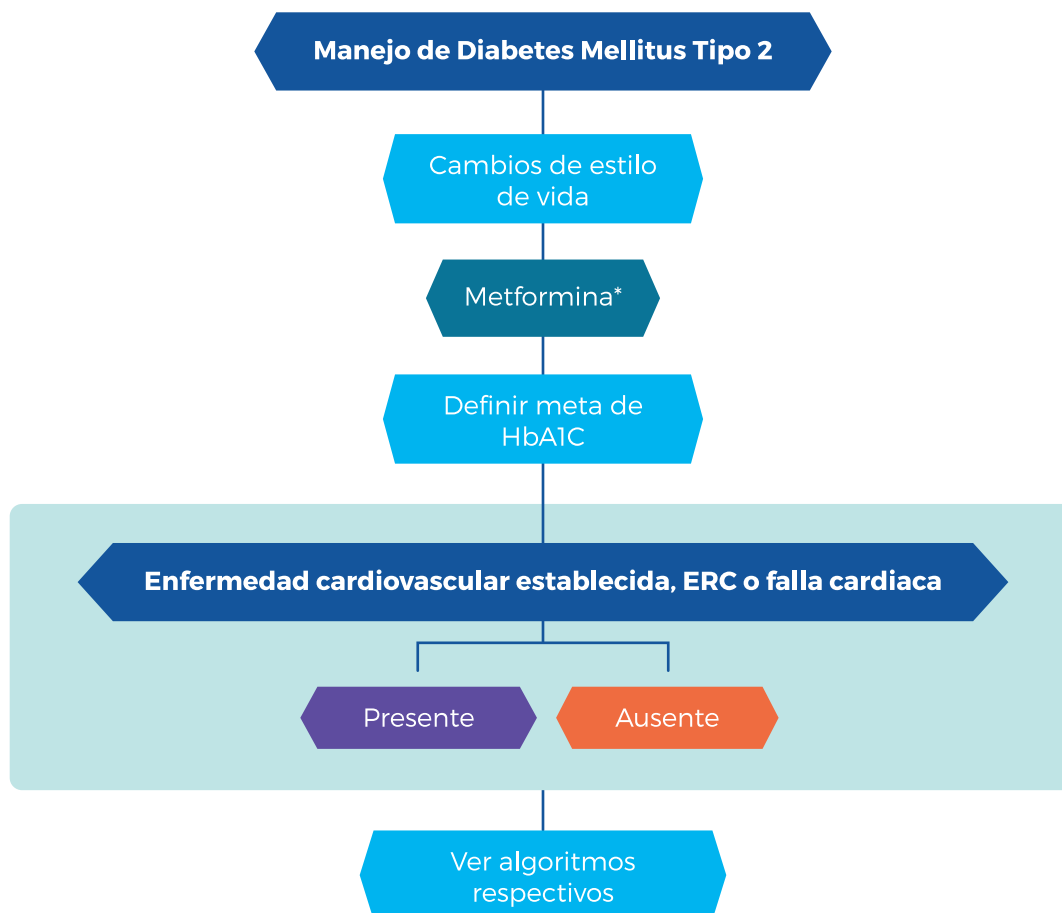 Manejo de Diabetes Mellitus Tipo 2
Cambios de estilo
de vida
Metformina*
Definir meta de
HbA1C
Enfermedad cardiovascular establecida, ERC o falla cardiaca
Presente
Ausente
Ver algoritmos
respectivos